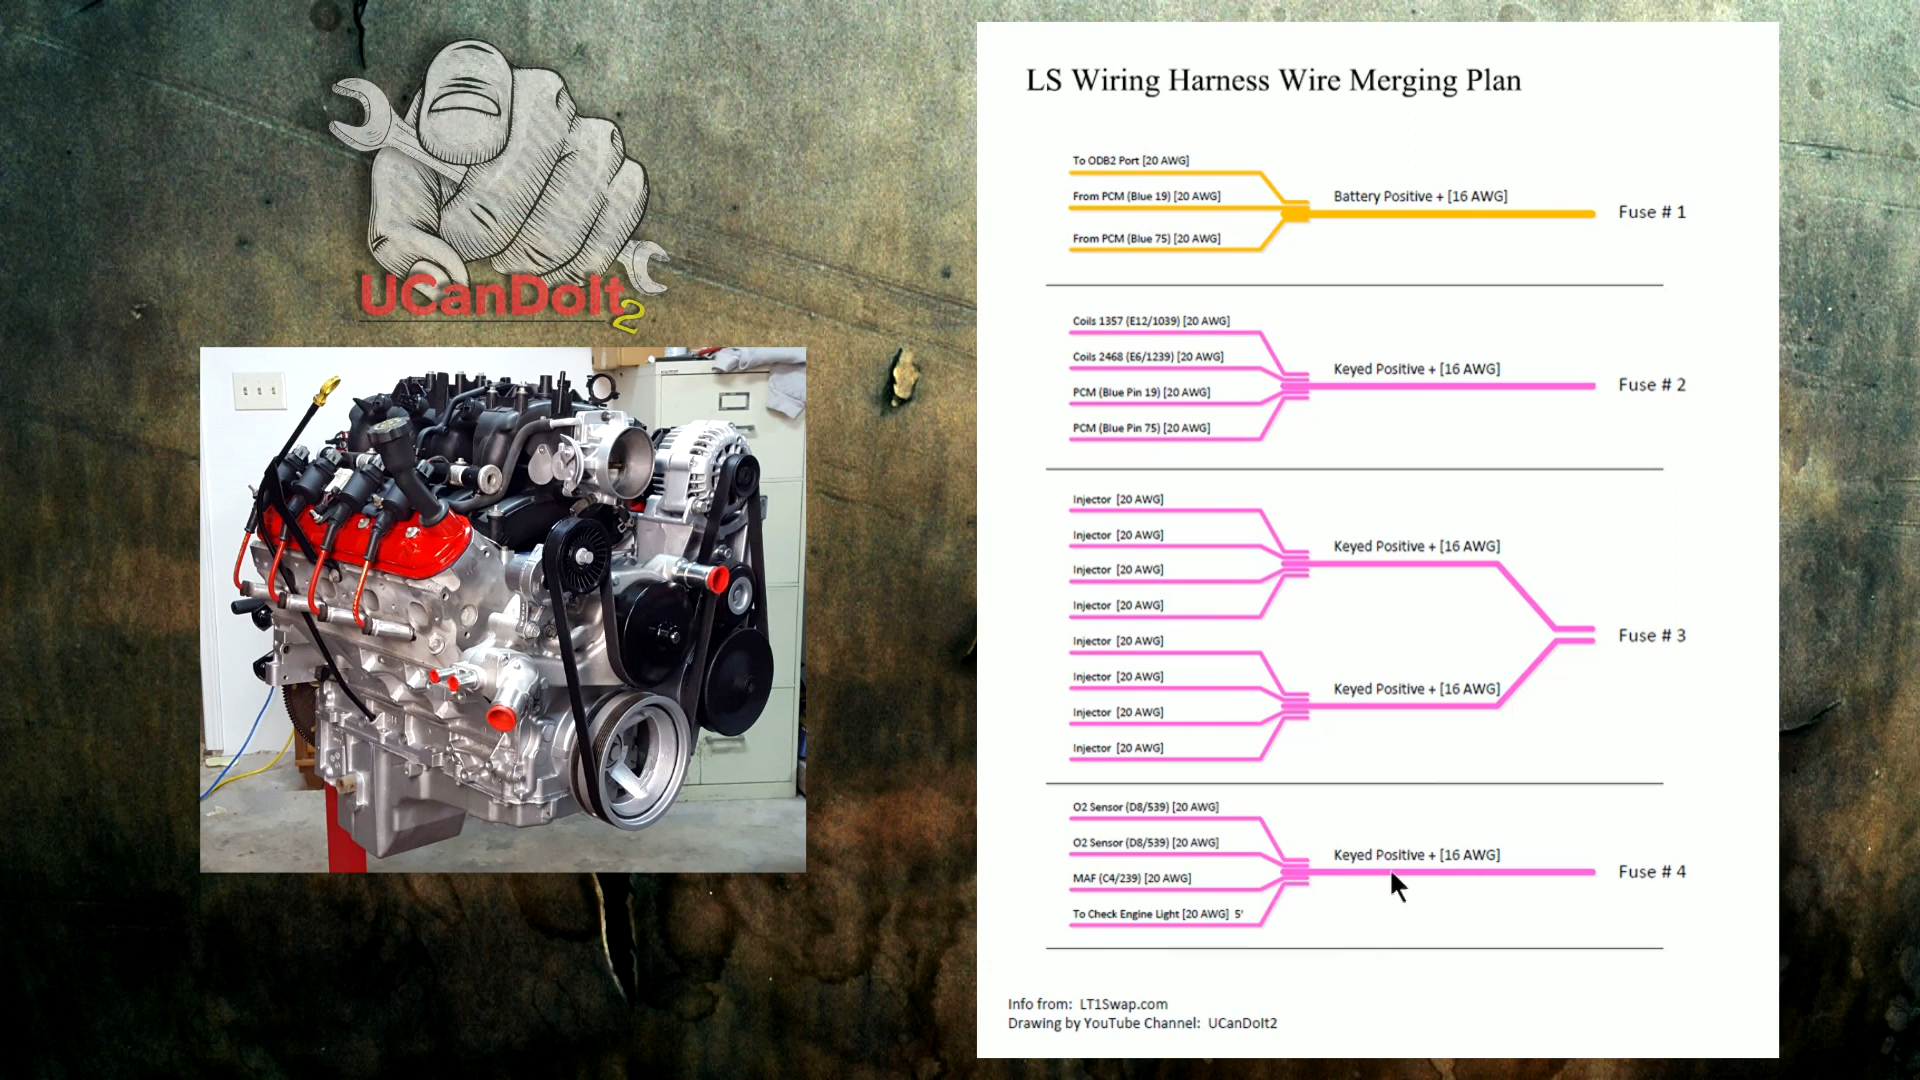 UCanDoIt2
LS Wiring Harness Wire Merging Plan
To ODB2 Port [20 AWG]
From PCM (Blue 19) [20 AWG]
From PCM (Blue 75) [20 AWG]
Battery Positive + [16 AWG]
Fuse # 1
Coils 1357 (E12/1039) [20 AWG]
Coils 2468 (E6/1239) [20 AWG]
PCM (Blue Pin 19) [20 AWG]
PCM (Blue Pin 75) [20 AWG]
Keyed Positive + [16 AWG]
Fuse # 2
Injector [20 AWG]
Injector [20 AWG]
Injector [20 AWG]
Injector [20 AWG]
Keyed Positive + [16 AWG]
Injector [20 AWG]
Injector [20 AWG]
Injector [20 AWG]
Injector [20 AWG]
Keyed Positive + [16 AWG]
Fuse # 3
O2 Sensor (D8/539) [20 AWG]
O2 Sensor (D8/539) [20 AWG]
MAF (C4/239) [20 AWG]
To Check Engine Light [20 AWG] 5'
Keyed Positive + [16 AWG]
Fuse # 4
Info from: LT1Swap.com
Drawing by YouTube Channel: UCanDoIt2